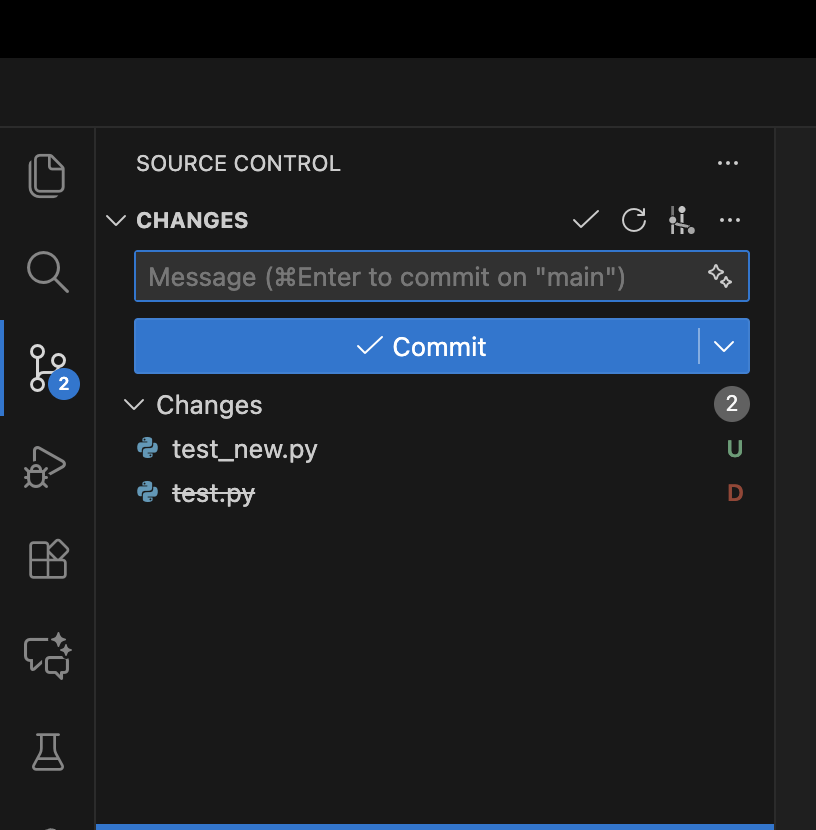 SOURCE CONTROL
CHANGES
Message (⌘Enter to commit on "main")
Commit
2
Changes 2
test_new.py U
test.py D